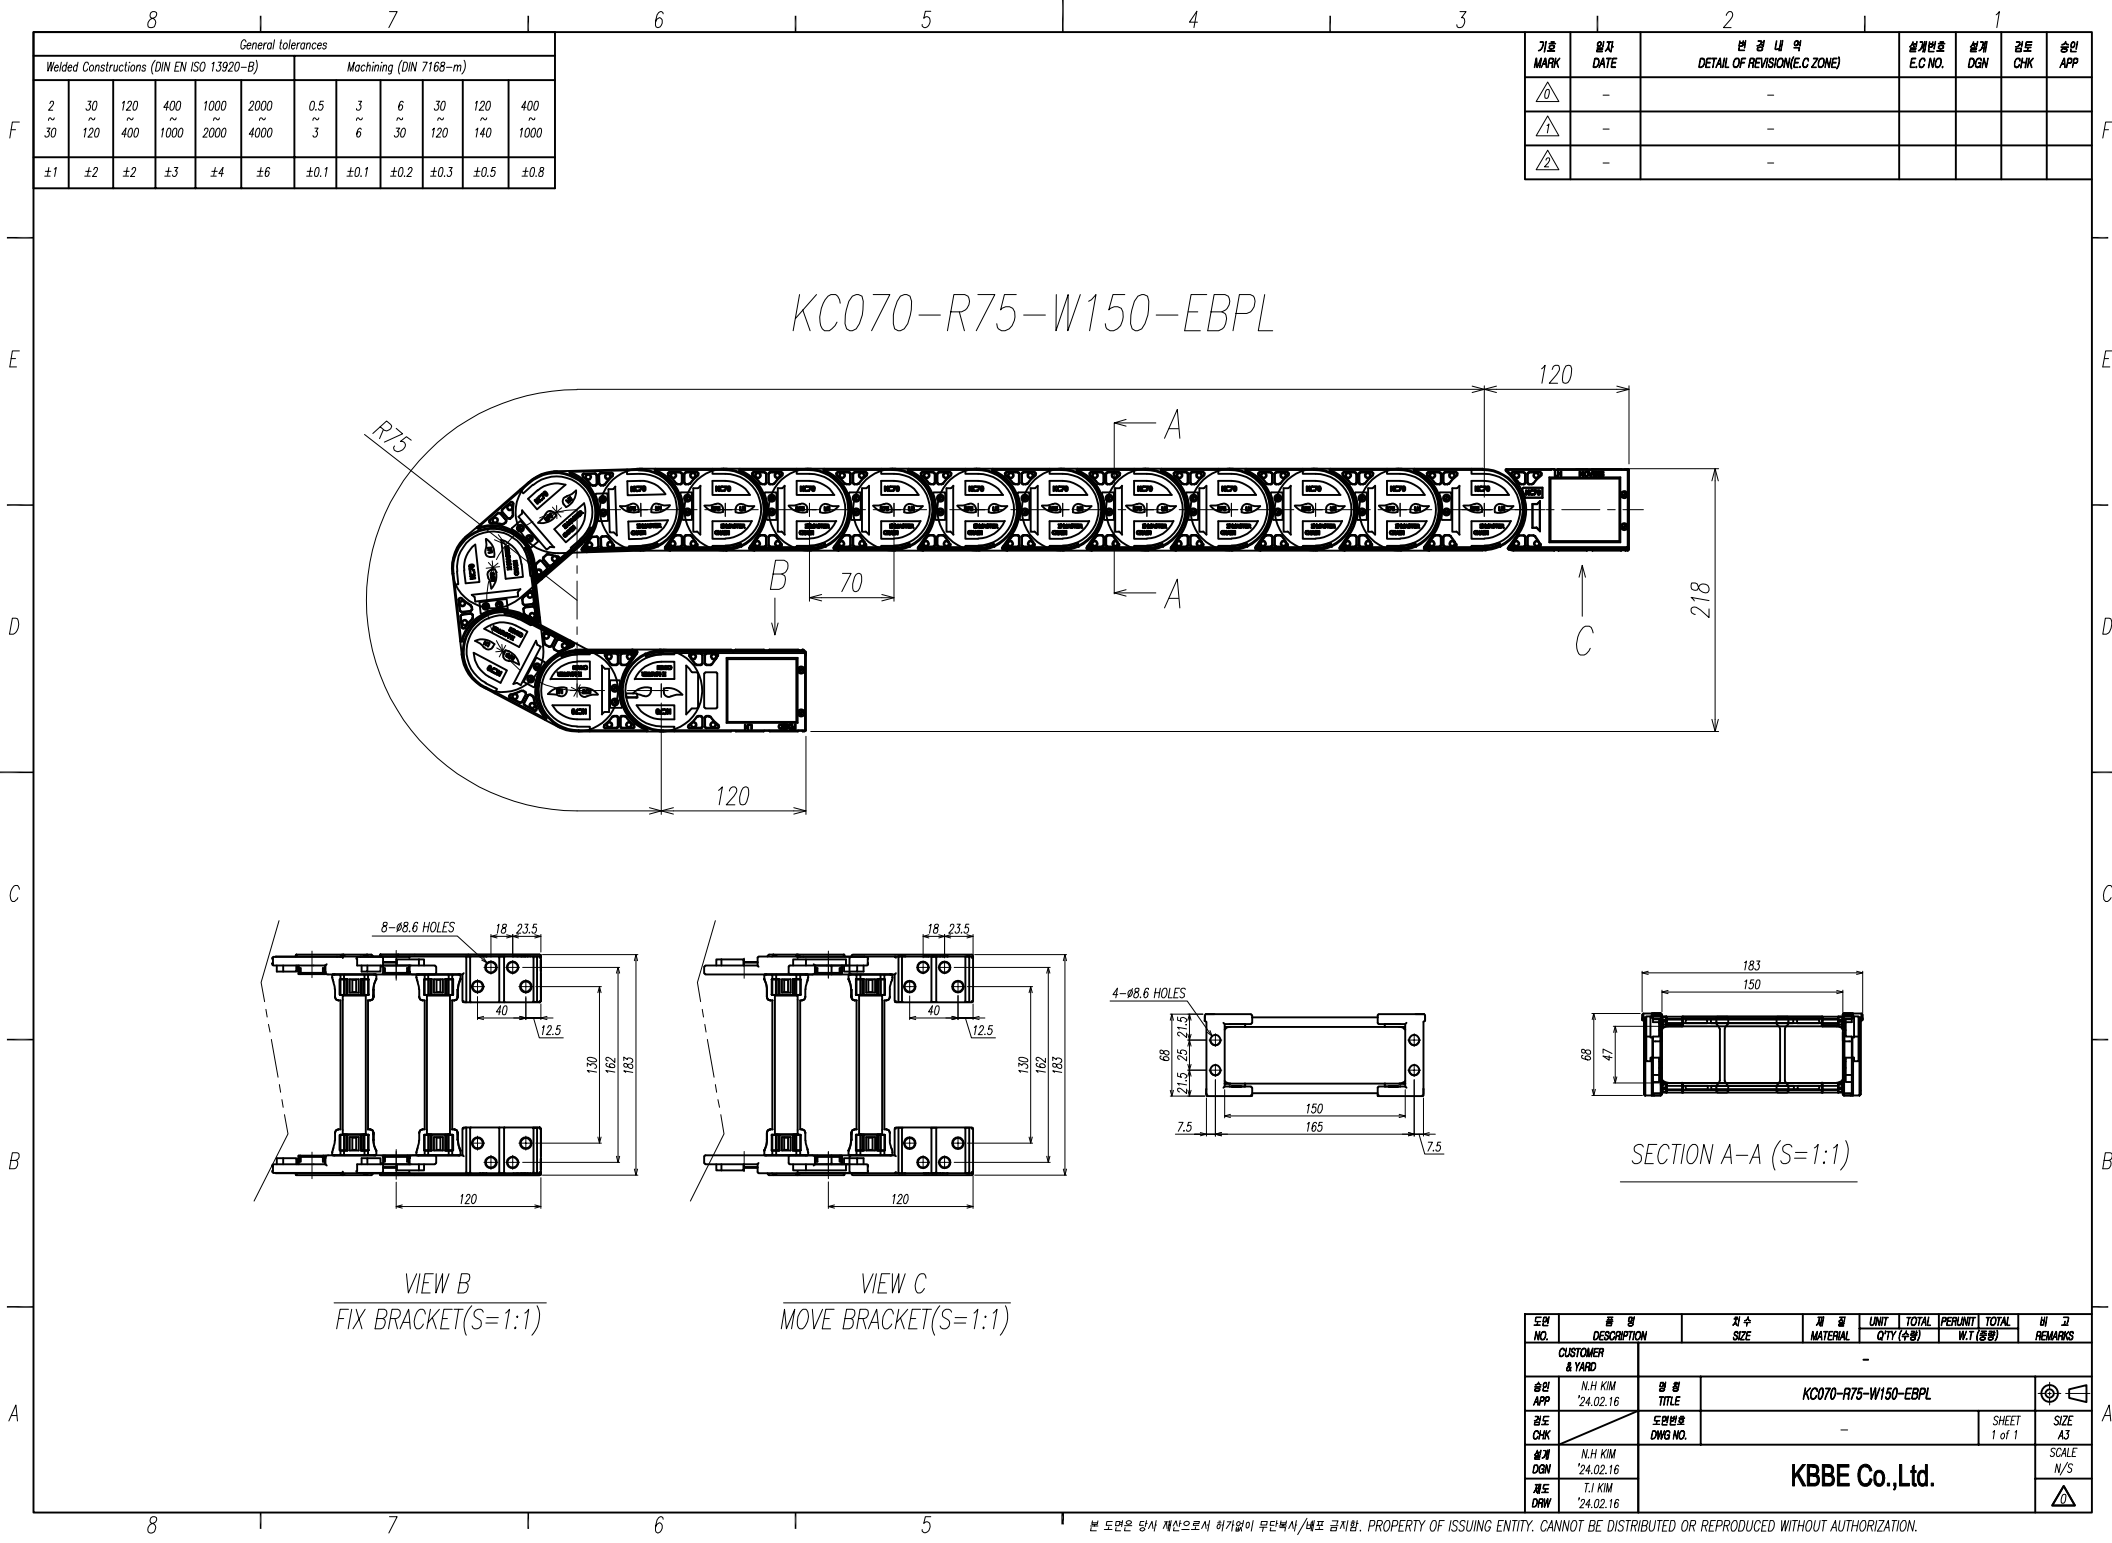 8 7 6 5 4 3 2 1
General tolerances
Welded Constructions (DIN EN ISO 13920-B) Machining (DIN 7168-m)
2 30 120 400 1000 2000 0.5 3 6 30 120 400
~ ~ ~ ~ ~ ~ ~ ~ ~ ~ ~ ~
30 120 400 1000 2000 4000 3 6 30 120 140 1000
±1 ±2 ±2 ±3 ±4 ±6 ±0.1 ±0.1 ±0.2 ±0.3 ±0.5 ±0.8
기호 일자 변 경 내 역 설계번호 설계 검토 승인
MARK DATE DETAIL OF REVISION(E.C ZONE) E.C NO. DGN CHK APP
0 - -
1 - -
2 - -
F F
E E
D D
C C
B B
A A
KC070-R75-W150-EBPL
120
R75
A
A
B
70
C
218
120
8-ø8.6 HOLES
18 23.5
40
12.5
130
162
183
120
VIEW B
FIX BRACKET(S=1:1)
18 23.5
40
12.5
130
162
183
120
VIEW C
MOVE BRACKET(S=1:1)
4-ø8.6 HOLES
68
21.5
25
21.5
150
7.5 165
7.5
183
150
68
47
SECTION A-A (S=1:1)
도면 품 명 치 수 재 질 UNIT TOTAL PERUNIT TOTAL 비 고
NO. DESCRIPTION SIZE MATERIAL Q'TY (수량) W.T (중량) REMARKS
CUSTOMER
& YARD
-
승인 N.H KIM 명 칭
APP '24.02.16 TITLE
KC070-R75-W150-EBPL
검도 도면번호 SHEET SIZE
CHK DWG NO. - 1 of 1 A3
설계 N.H KIM SCALE
DGN '24.02.16 N/S
KBBE Co.,Ltd.
제도 T.I KIM
DRW '24.02.16
0
8 7 6 5
본 도면은 당사 재산으로서 허가없이 무단복사/배포 금지함. PROPERTY OF ISSUING ENTITY. CANNOT BE DISTRIBUTED OR REPRODUCED WITHOUT AUTHORIZATION.